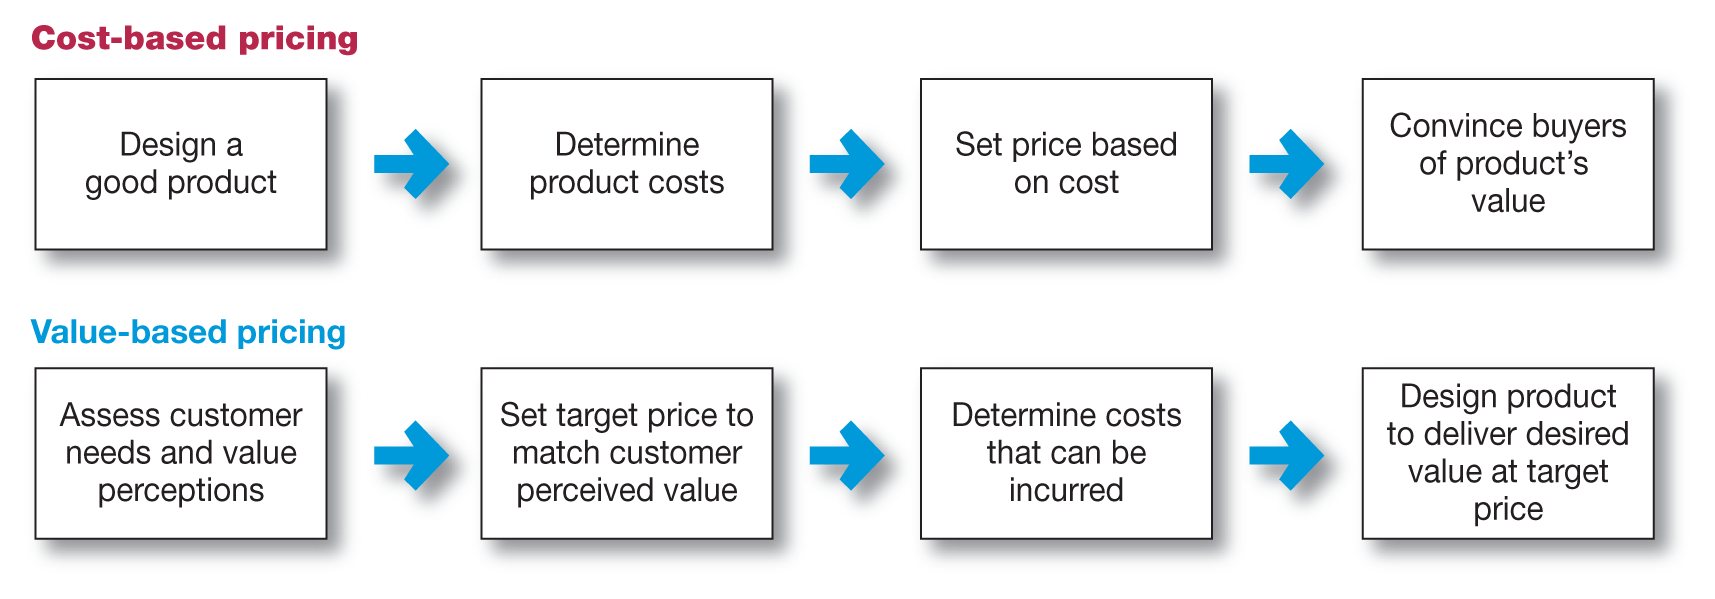 Cost-based pricing
Design a
good product
Determine
product costs
Set price based
on cost
Convince buyers
of product’s
value
Value-based pricing
Assess customer
needs and value
perceptions
Set target price to
match customer
perceived value
Determine costs
that can be
incurred
Design product
to deliver desired
value at target
price